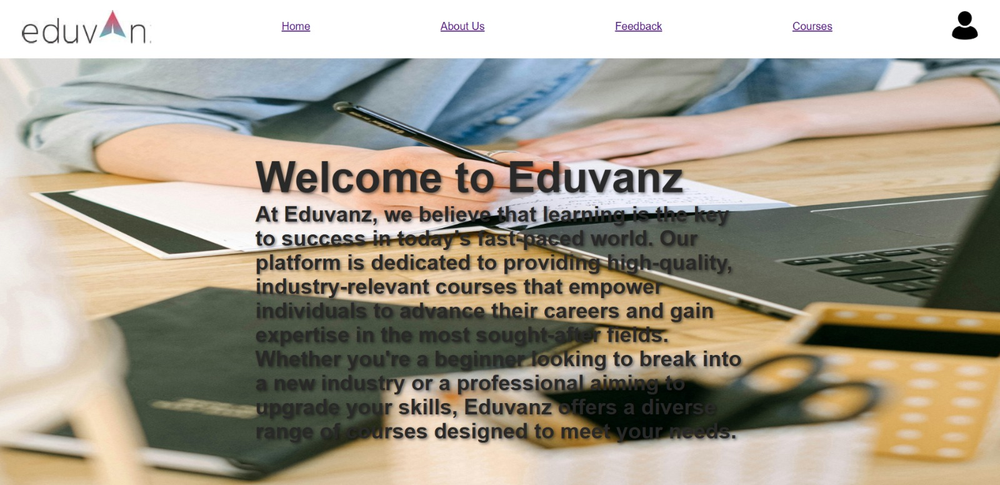 eduvAn
Home
About Us
Feedback
Courses
Welcome to Eduvanz
At Eduvanz, we believe that learning is the key
to success in today's fast-paced world. Our
platform is dedicated to providing high-quality,
industry-relevant courses that empower
individuals to advance their careers and gain
expertise in the most sought-after fields.
Whether you're a beginner looking to break into
a new industry or a professional aiming to
upgrade your skills, Eduvanz offers a diverse
range of courses designed to meet your needs.